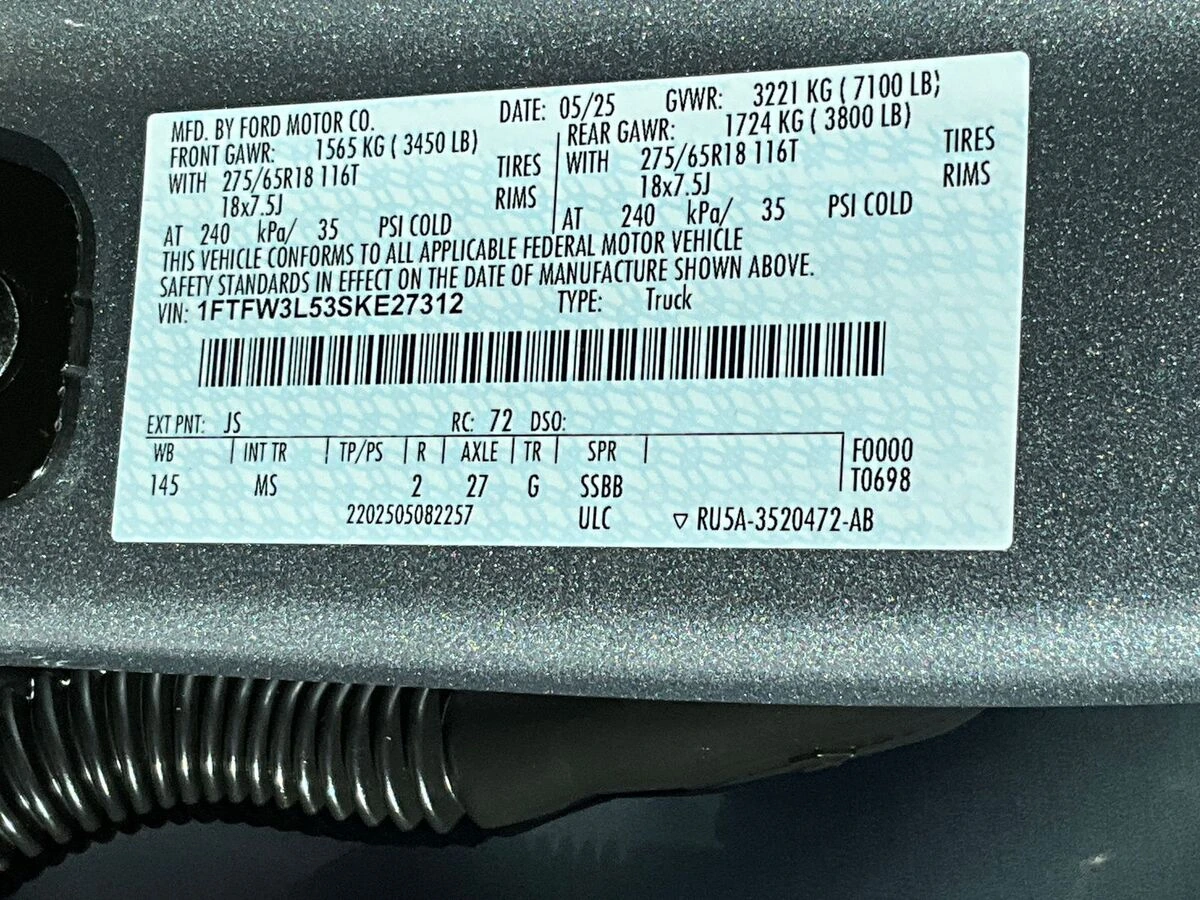 MFD. BY FORD MOTOR CO. DATE: 05/25 GVWR: 3221 KG ( 7100 LB)
FRONT GAWR: 1565 KG ( 3450 LB) REAR GAWR: 1724 KG ( 3800 LB)
WITH 275/65R18 116T TIRES WITH 275/65R18 116T TIRES
18x7.5J RIMS 18x7.5J RIMS
AT 240 kPa/ 35 PSI COLD AT 240 kPa/ 35 PSI COLD
THIS VEHICLE CONFORMS TO ALL APPLICABLE FEDERAL MOTOR VEHICLE
SAFETY STANDARDS IN EFFECT ON THE DATE OF MANUFACTURE SHOWN ABOVE.
VIN: 1FTFW3L53SKE27312 TYPE: Truck
EXT PNT: JS RC: 72 DSO:
WB INT TR TP/PS R AXLE TR SPR F0000
145 MS 2 27 G SSBB T0698
2202505082257 ULC ▽ RU5A-3520472-AB